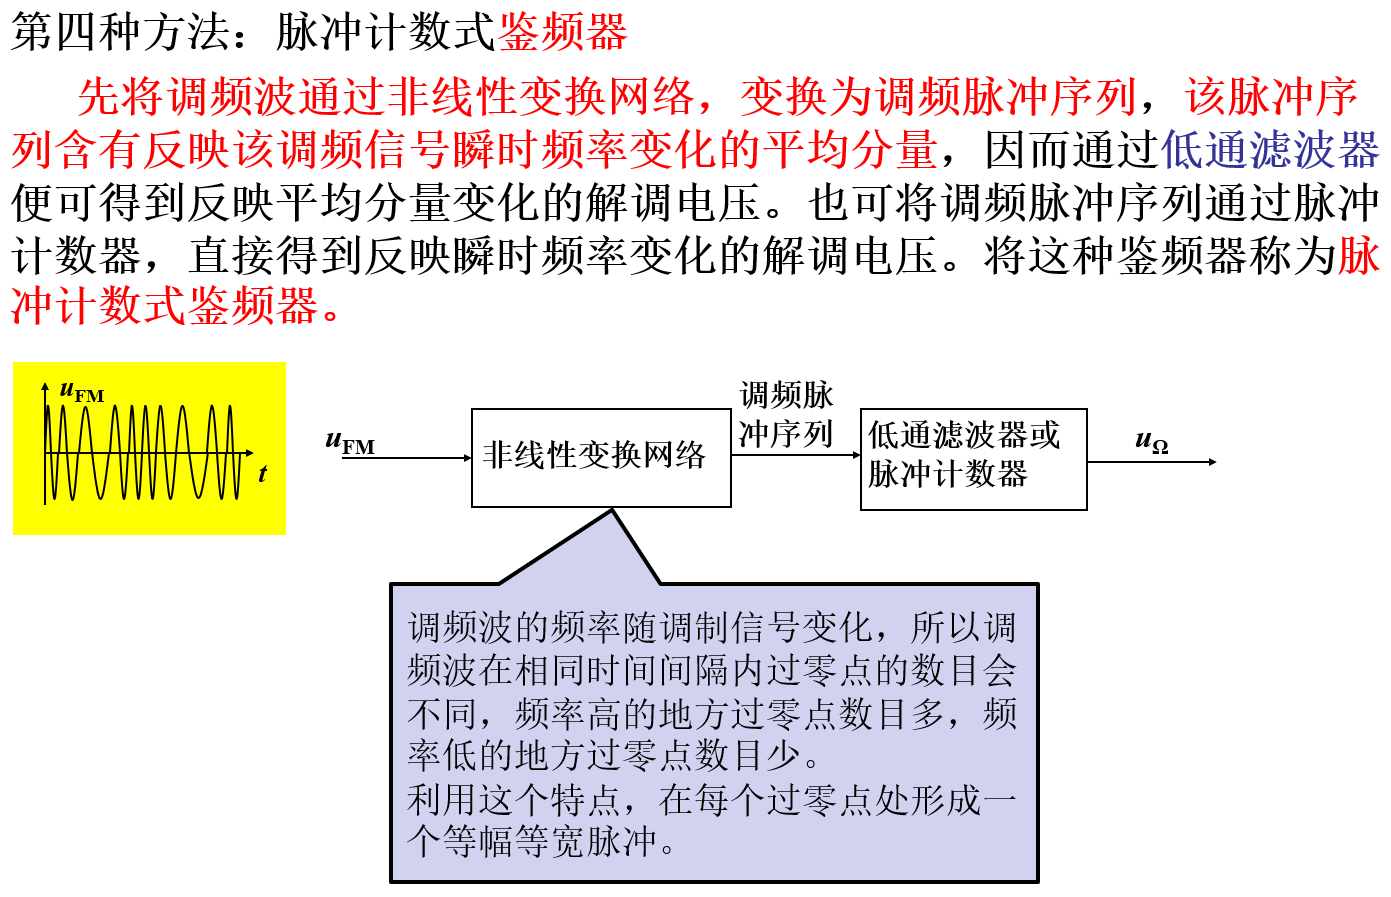 第四种方法：脉冲计数式鉴频器
先将调频波通过非线性变换网络，变换为调频脉冲序列，该脉冲序
列含有反映该调频信号瞬时频率变化的平均分量，因而通过低通滤波器
便可得到反映平均分量变化的解调电压。也可将调频脉冲序列通过脉冲
计数器，直接得到反映瞬时频率变化的解调电压。将这种鉴频器称为脉
冲计数式鉴频器。
uFM
t
uFM
非线性变换网络
调频脉
冲序列
低通滤波器或
脉冲计数器
uΩ
调频波的频率随调制信号变化，所以调
频波在相同时间间隔内过零点的数目会
不同，频率高的地方过零点数目多，频
率低的地方过零点数目少。
利用这个特点，在每个过零点处形成一
个等幅等宽脉冲。